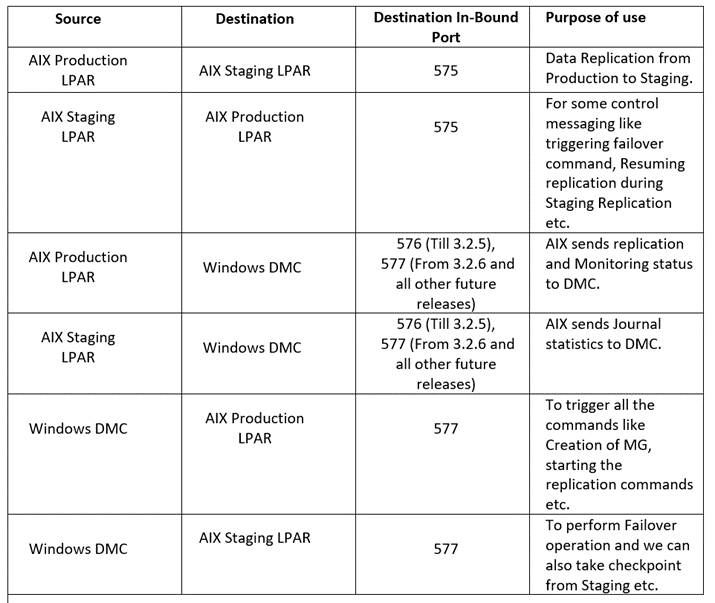 Source
Destination
Destination In-Bound
Port
Purpose of use
AIX Production
LPAR
AIX Staging LPAR
575
Data Replication from
Production to Staging.
AIX Staging
LPAR
AIX Production
LPAR
575
For some control
messaging like
triggering failover
command, Resuming
replication during
Staging Replication
etc.
AIX Production
LPAR
Windows DMC
576 (Till 3.2.5),
577 (From 3.2.6 and
all other future
releases)
AIX sends replication
and Monitoring status
to DMC.
AIX Staging
LPAR
Windows DMC
576 (Till 3.2.5),
577 (From 3.2.6 and
all other future
releases)
AIX sends Journal
statistics to DMC.
Windows DMC
AIX Production
LPAR
577
To trigger all the
commands like
Creation of MG,
starting the
replication commands
etc.
Windows DMC
AIX Staging LPAR
577
To perform Failover
operation and we can
also take checkpoint
from Staging etc.